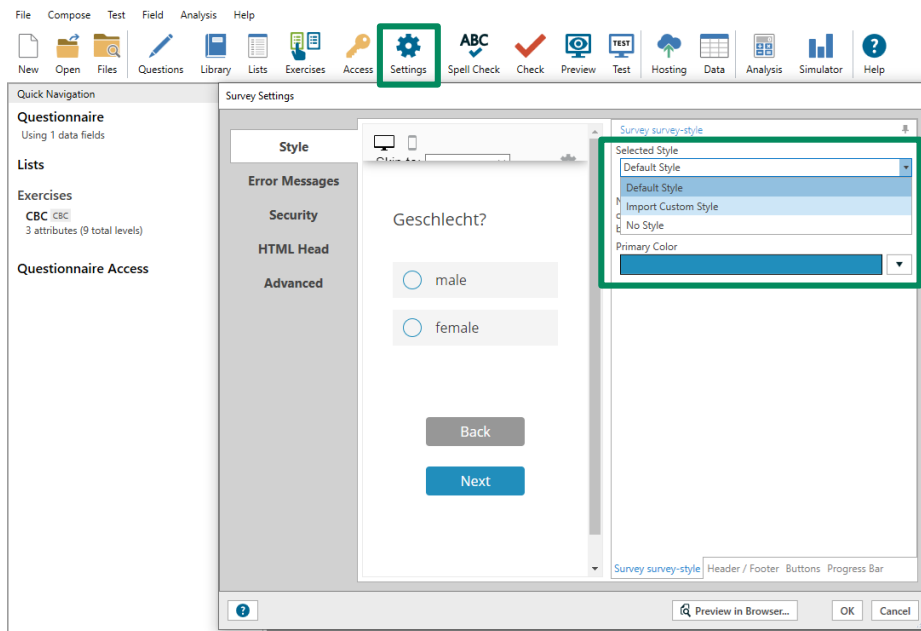 File Compose Test Field Analysis Help
ABC TEST ?
New Open Files Questions Library Lists Exercises Access Settings Spell Check Check Preview Test Hosting Data Analysis Simulator Help
Quick Navigation
Questionnaire
Using 1 data fields
Lists
Exercises
CBC CBC
3 attributes (9 total levels)
Questionnaire Access
Survey Settings
Style
Error Messages
Security
HTML Head
Advanced
Geschlecht?
male
female
Back
Next
Survey survey-style
Selected Style
Default Style
Default Style
Import Custom Style
No Style
Primary Color
Survey survey-style Header / Footer Buttons Progress Bar
?
Preview in Browser... OK Cancel